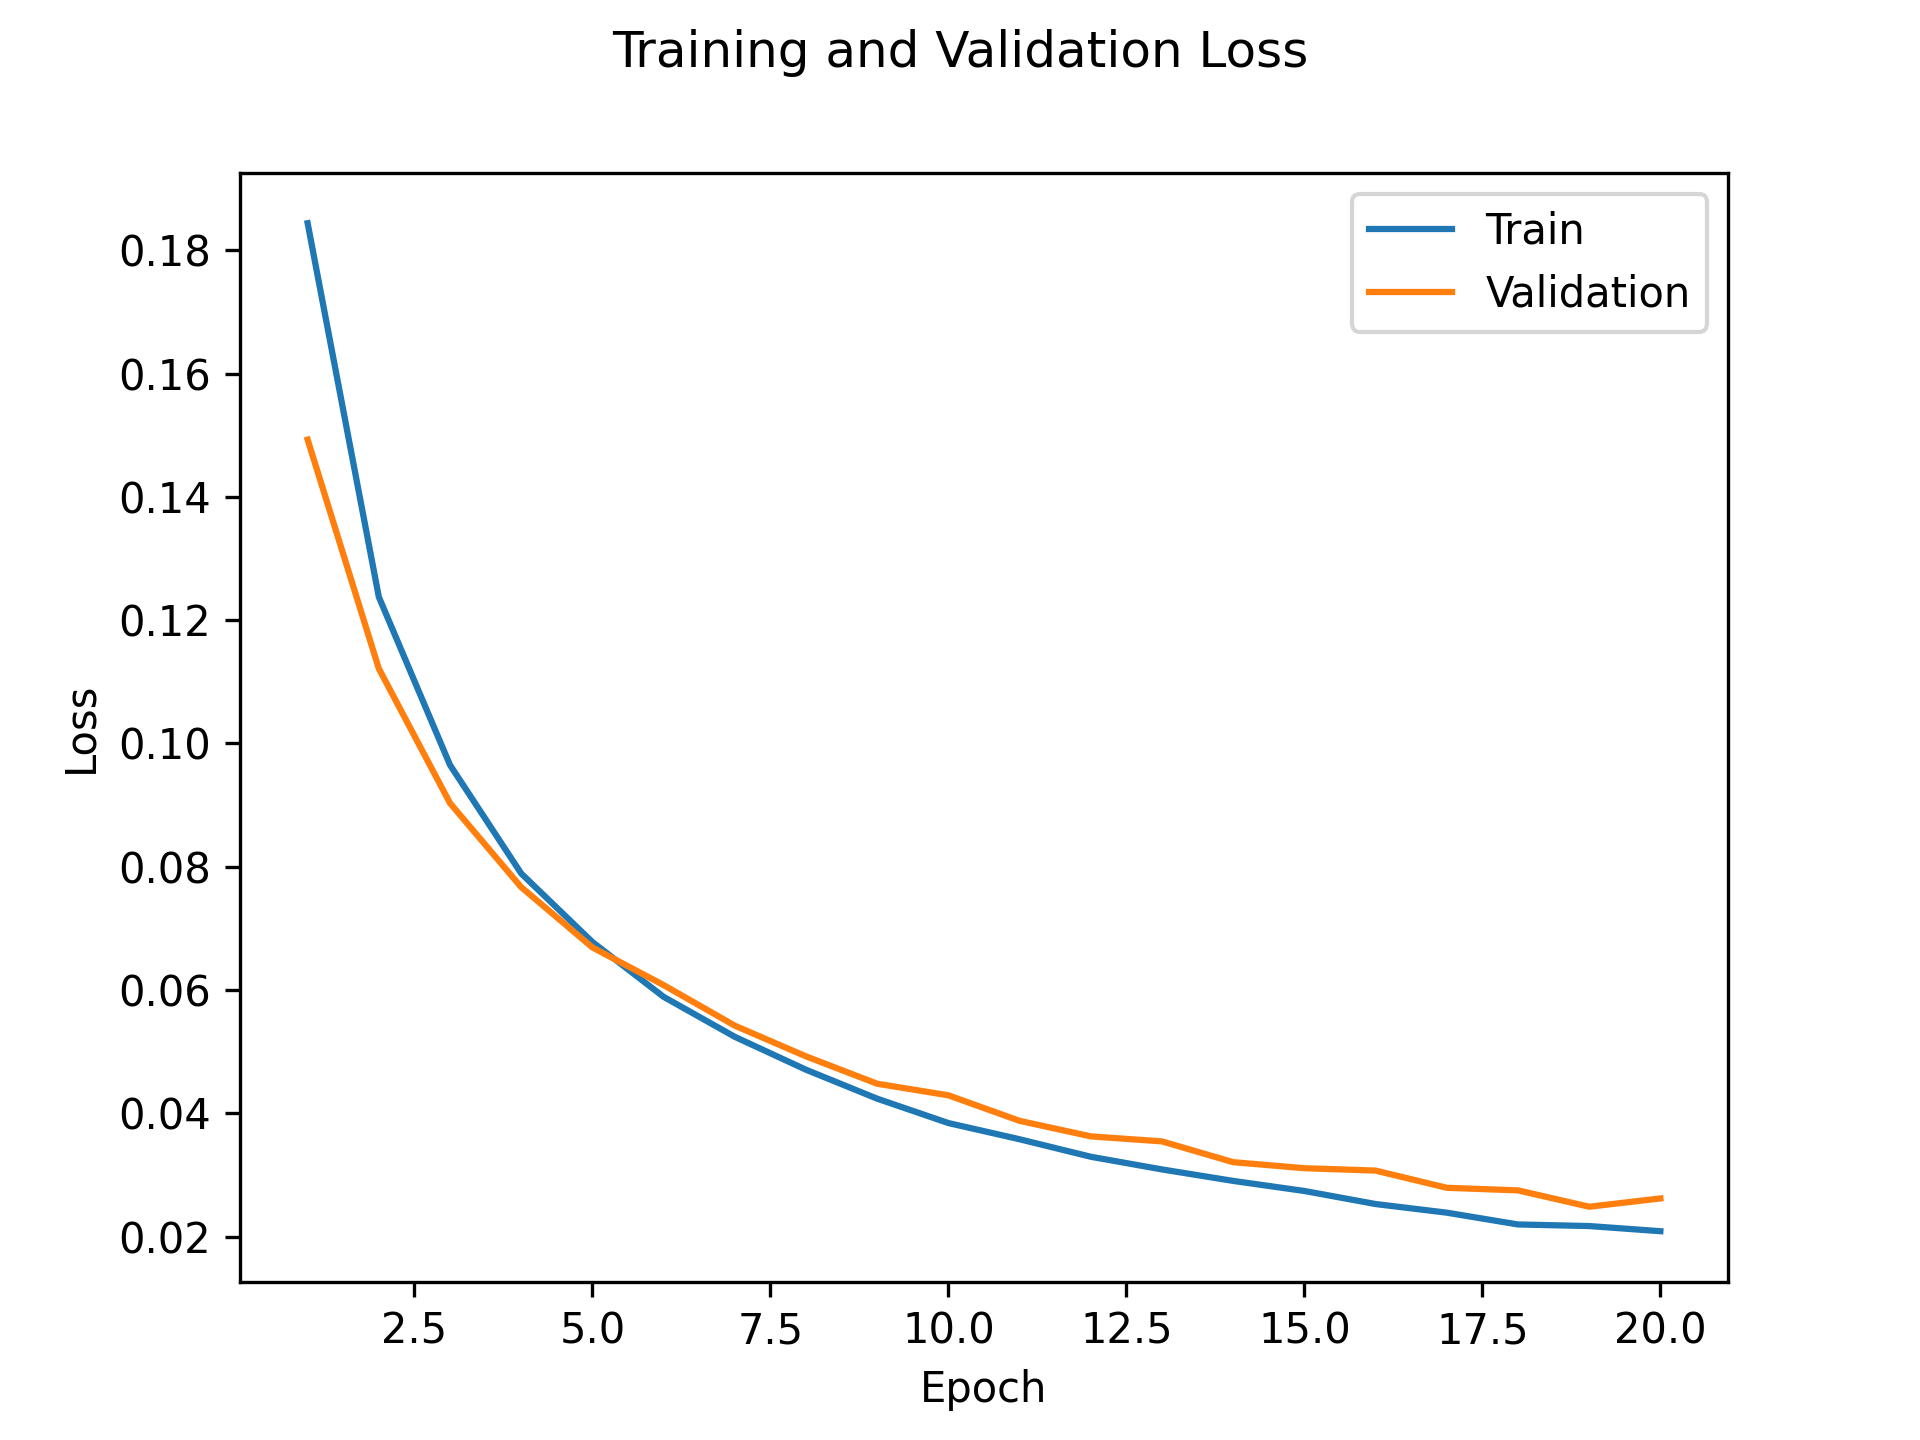 Training and Validation Loss
Train
Validation
0.18
0.16
0.14
0.12
0.10
0.08
0.06
0.04
0.02
Loss
2.5 5.0 7.5 10.0 12.5 15.0 17.5 20.0
Epoch